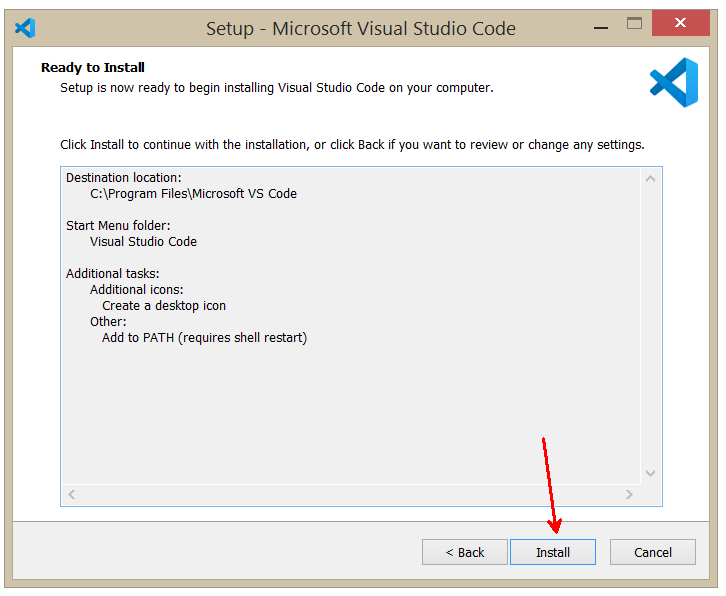 Setup - Microsoft Visual Studio Code
Ready to Install
Setup is now ready to begin installing Visual Studio Code on your computer.
Click Install to continue with the installation, or click Back if you want to review or change any settings.
Destination location:
C:\Program Files\Microsoft VS Code
Start Menu folder:
Visual Studio Code
Additional tasks:
Additional icons:
Create a desktop icon
Other:
Add to PATH (requires shell restart)
< Back
Install
Cancel